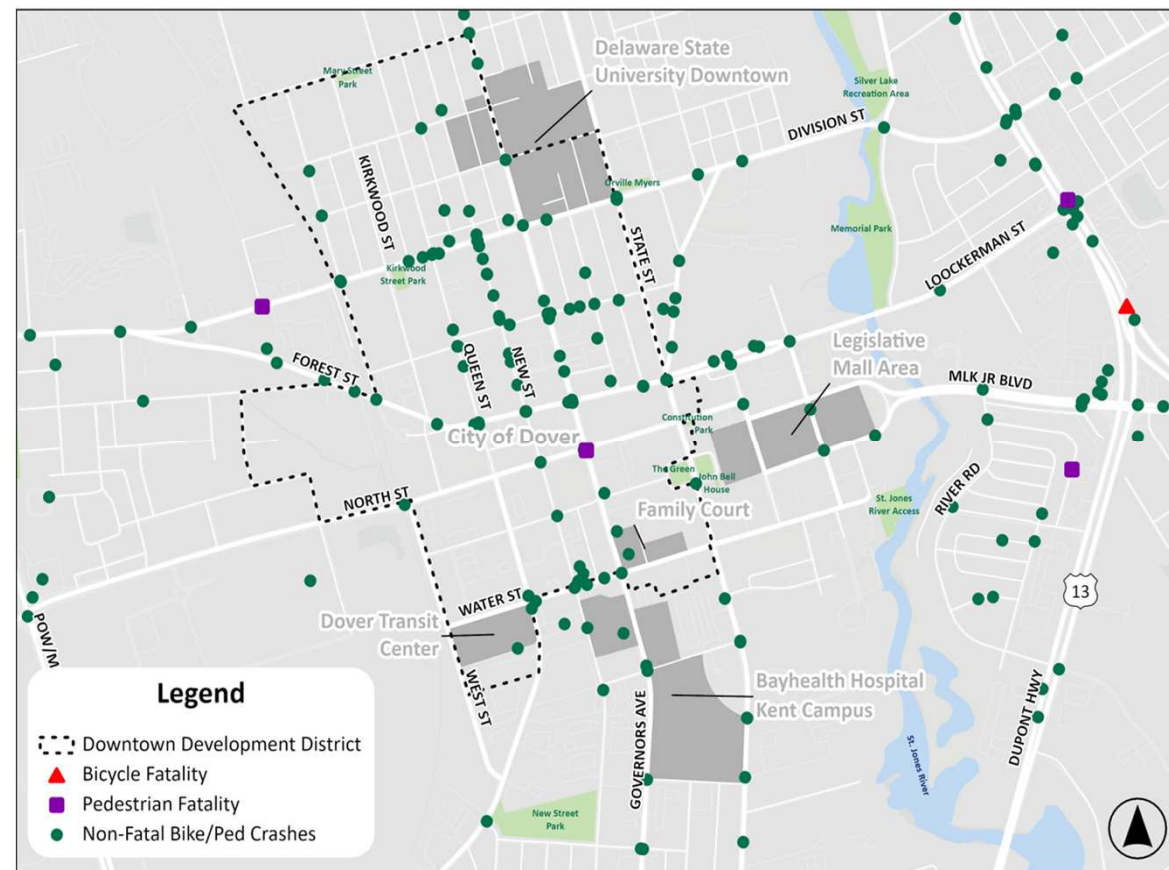 Delaware State
University Downtown
Mary Street
Park
Silver Lake
Recreation Area
DIVISION ST
KIRKWOOD ST
Orville Myers
Memorial Park
STATE ST
LOOCKERMAN ST
Kirkwood
Street Park
Legislative
Mall Area
FOREST ST
QUEEN ST
NEW ST
MLK JR BLVD
Constitution
Park
City of Dover
The Green
John Bell
House
RIVER RD
NORTH ST
Family Court
St. Jones
River Access
13
WATER ST
Dover Transit
Center
POW/M
WEST ST
Bayhealth Hospital
Kent Campus
GOVERNORS AVE
DUPONT HWY
St. Jones River
New Street
Park
Legend
Downtown Development District
Bicycle Fatality
Pedestrian Fatality
Non-Fatal Bike/Ped Crashes